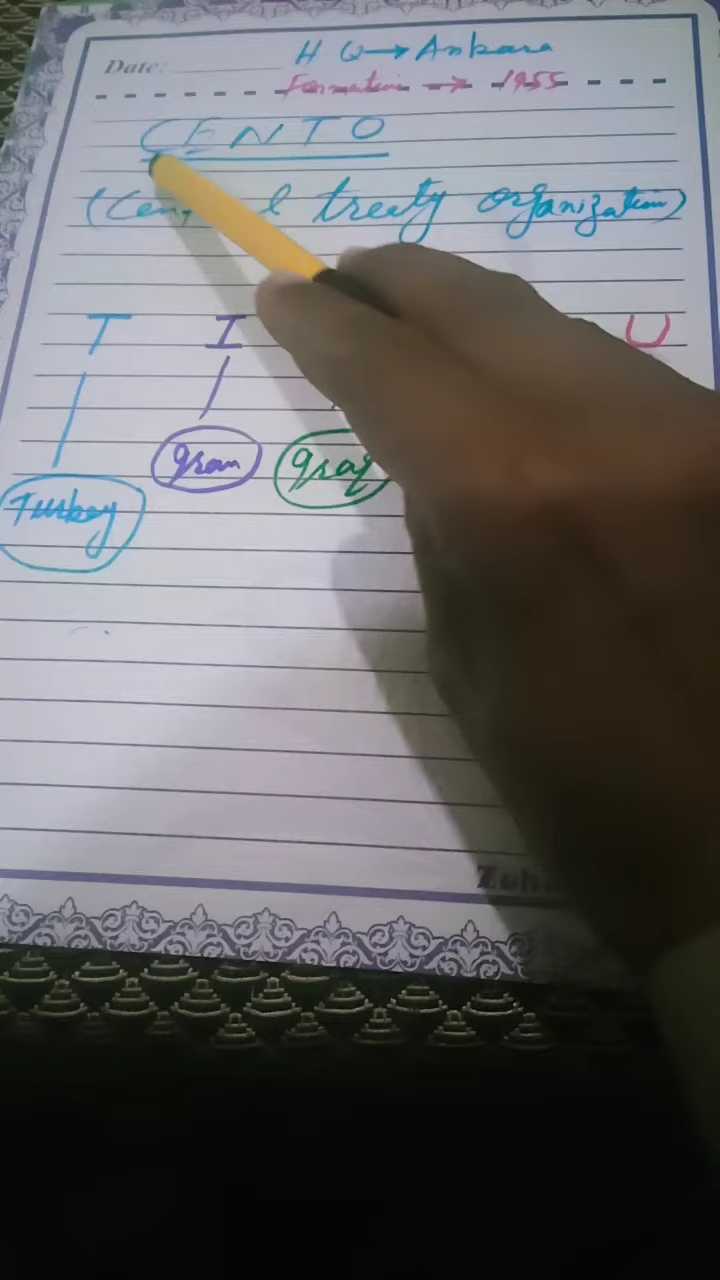 H Q → Ankara
Date:
Formation → 1955
CENTO
treaty organization)
T I U
Iran Iraq
Turkey